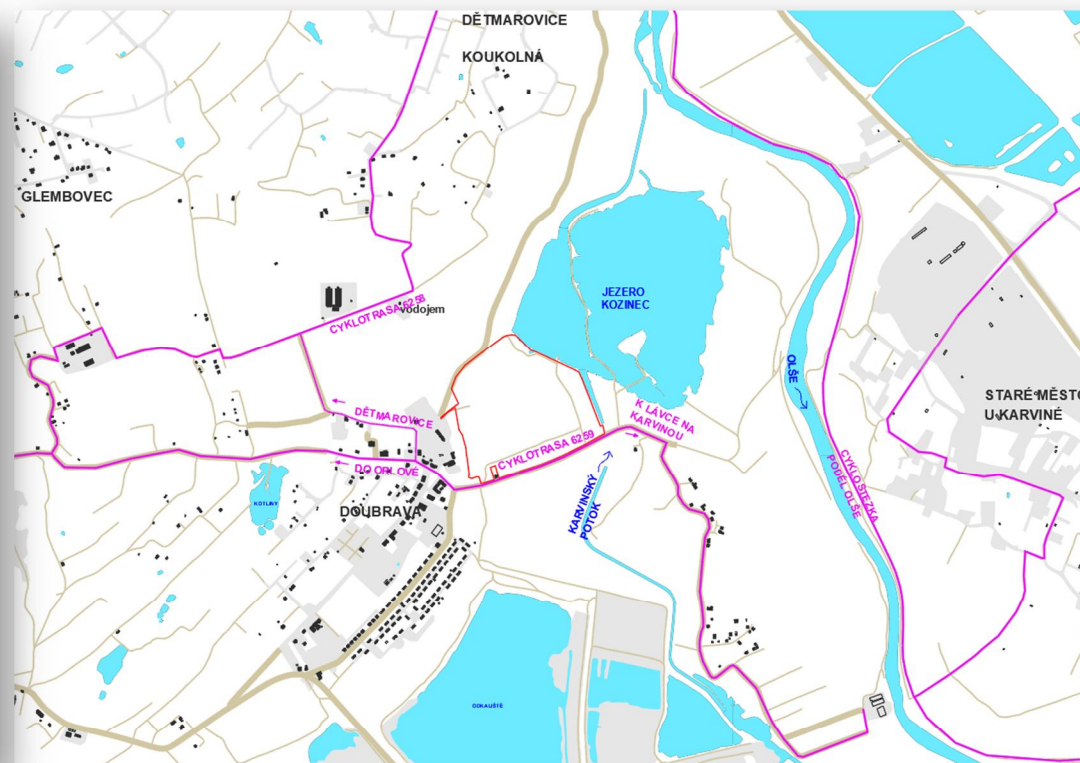 DĚTMAROVICE
KOUKOLNÁ
GLEMBOVEC
CYKLOTRASA 6258
vodojem
JEZERO
KOZINEC
OLŠE
STARÉ MĚSTO
U KARVINÉ
DĚTMAROVICE
K LÁVCE NA
KARVINOU
CYKLOTRASA 6259
DO ORLOVÉ
CYKLOSTEZKA
PODÉL OLŠE
KOTLINY
DOUBRAVA
KARVINSKÝ
POTOK
ODKALIŠTĚ